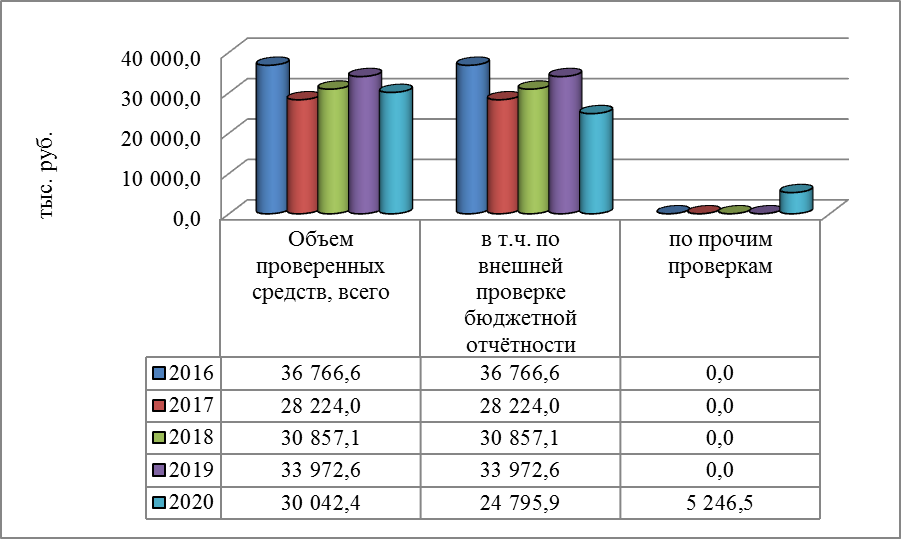 тыс. руб.
40 000,0
30 000,0
20 000,0
10 000,0
0,0
Объем
проверенных
средств, всего
в т.ч. по
внешней
проверке
бюджетной
отчётности
по прочим
проверкам
2016 36 766,6 36 766,6 0,0
2017 28 224,0 28 224,0 0,0
2018 30 857,1 30 857,1 0,0
2019 33 972,6 33 972,6 0,0
2020 30 042,4 24 795,9 5 246,5